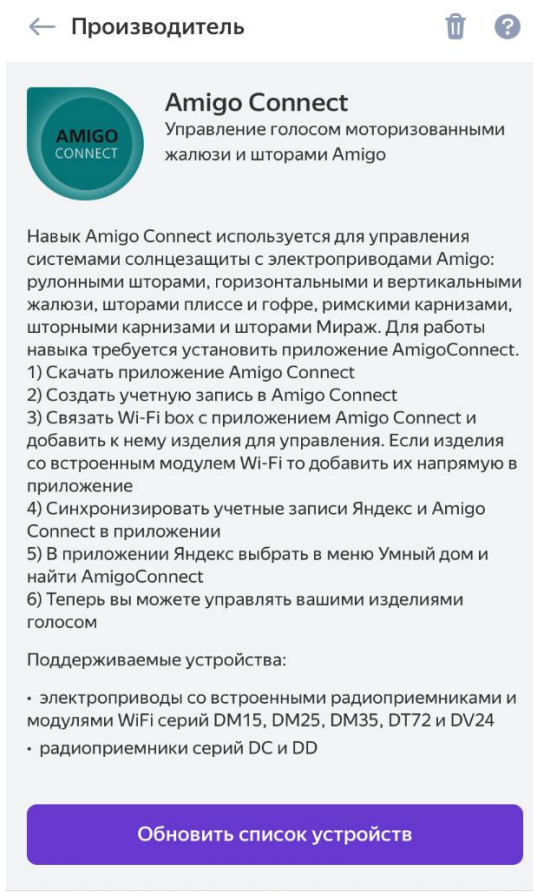 Производитель
AMIGO
CONNECT
Amigo Connect
Управление голосом моторизованными
жалюзи и шторами Amigo
Навык Amigo Connect используется для управления
системами солнцезащиты с электроприводами Amigo:
рулонными шторами, горизонтальными и вертикальными
жалюзи, шторами плиссе и гофре, римскими карнизами,
шторными карнизами и шторами Мираж. Для работы
навыка требуется установить приложение AmigoConnect.
1) Скачать приложение Amigo Connect
2) Создать учетную запись в Amigo Connect
3) Связать Wi-Fi box с приложением Amigo Connect и
добавить к нему изделия для управления. Если изделия
со встроенным модулем Wi-Fi то добавить их напрямую в
приложение
4) Синхронизировать учетные записи Яндекс и Amigo
Connect в приложении
5) В приложении Яндекс выбрать в меню Умный дом и
найти AmigoConnect
6) Теперь вы можете управлять вашими изделиями
голосом
Поддерживаемые устройства:
• электроприводы со встроенными радиоприемниками и
модулями WiFi серий DM15, DM25, DM35, DT72 и DV24
• радиоприемники серий DC и DD
Обновить список устройств